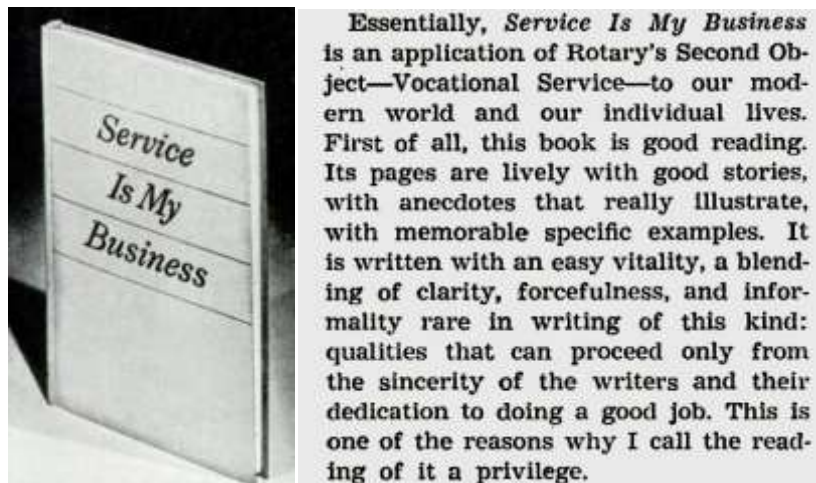 Service
Is My
Business
Essentially, Service Is My Business
is an application of Rotary's Second Ob-
ject—Vocational Service—to our mod-
ern world and our individual lives.
First of all, this book is good reading.
Its pages are lively with good stories,
with anecdotes that really illustrate,
with memorable specific examples. It
is written with an easy vitality, a blend-
ing of clarity, forcefulness, and infor-
mality rare in writing of this kind:
qualities that can proceed only from
the sincerity of the writers and their
dedication to doing a good job. This is
one of the reasons why I call the read-
ing of it a privilege.